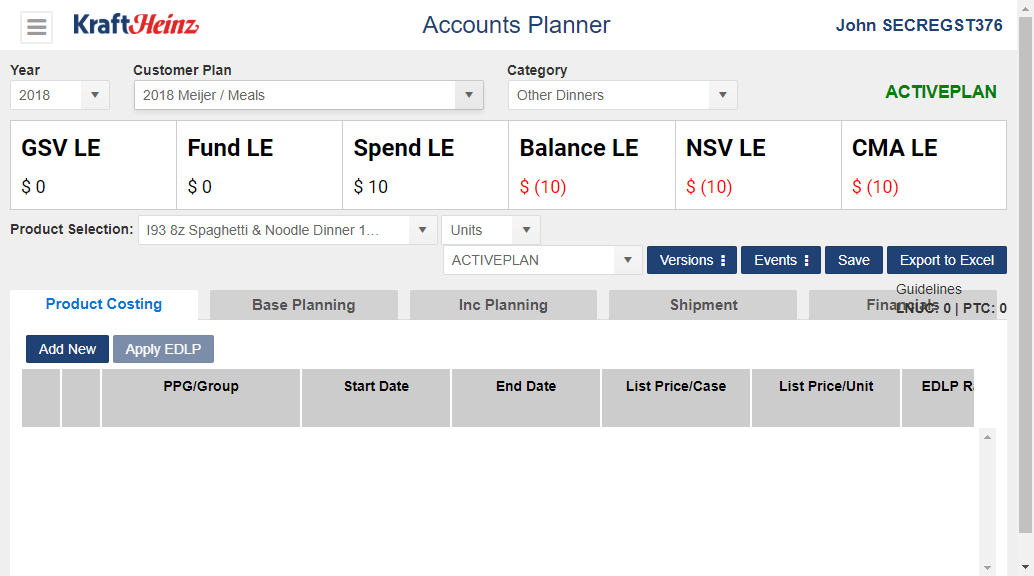 KraftHeinz
Accounts Planner
John SECREGST376
Year
Customer Plan
Category
2018
2018 Meijer / Meals
Other Dinners
ACTIVEPLAN
GSV LE
Fund LE
Spend LE
Balance LE
NSV LE
CMA LE
$ 0
$ 0
$ 10
$ (10)
$ (10)
$ (10)
Product Selection:
I93 8z Spaghetti & Noodle Dinner 1...
Units
ACTIVEPLAN
Versions
Events
Save
Export to Excel
Guidelines
LNUC: 0 | PTC: 0
Product Costing
Base Planning
Inc Planning
Shipment
Financials
Add New
Apply EDLP
PPG/Group
Start Date
End Date
List Price/Case
List Price/Unit
EDLP R